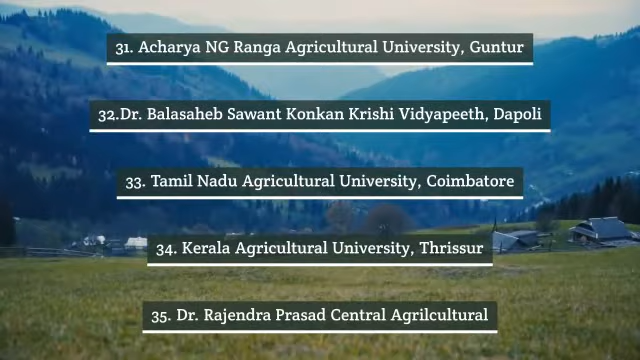 31. Acharya NG Ranga Agricultural University, Guntur
32.Dr. Balasaheb Sawant Konkan Krishi Vidyapeeth, Dapoli
33. Tamil Nadu Agricultural University, Coimbatore
34. Kerala Agricultural University, Thrissur
35. Dr. Rajendra Prasad Central Agrilcultural